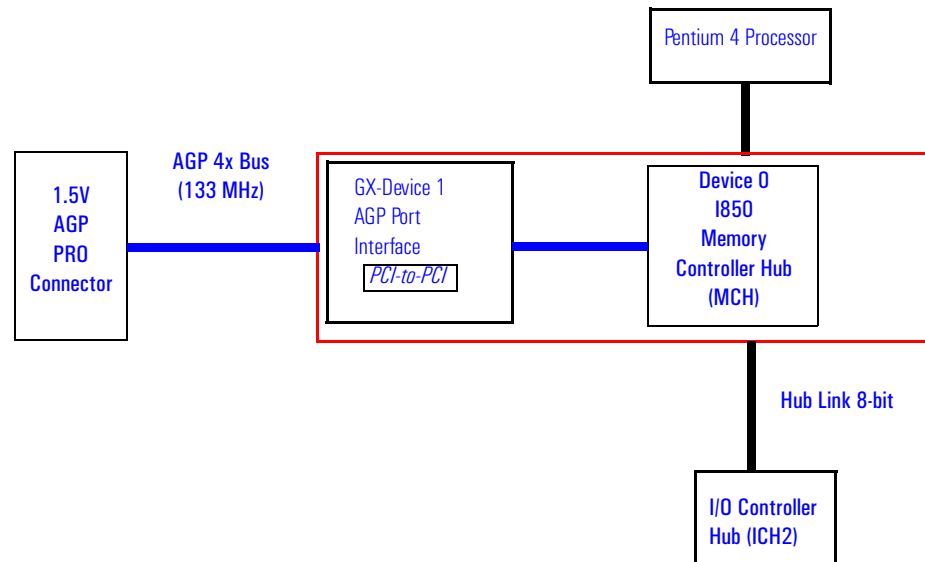 Pentium 4 Processor
AGP 4x Bus
(133 MHz)
1.5V
AGP
PRO
Connector
GX-Device 1
AGP Port
Interface
PCI-to-PCI
Device 0
I850
Memory
Controller Hub
(MCH)
Hub Link 8-bit
I/O Controller
Hub (ICH2)